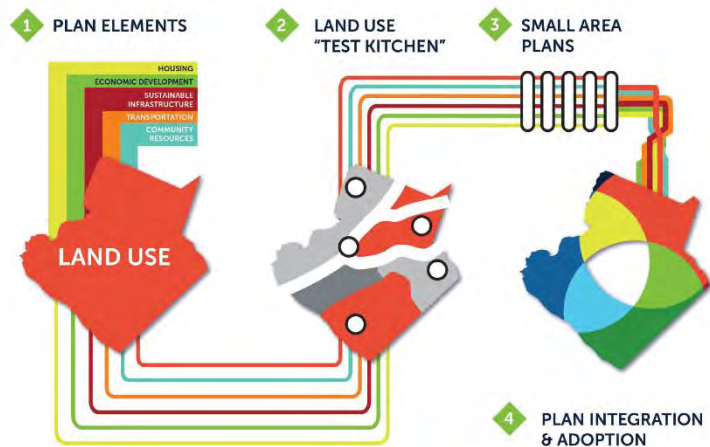 1 PLAN ELEMENTS
HOUSING
ECONOMIC DEVELOPMENT
SUSTAINABLE
INFRASTRUCTURE
TRANSPORTATION
COMMUNITY
RESOURCES
LAND USE
2 LAND USE
"TEST KITCHEN"
3 SMALL AREA
PLANS
4 PLAN INTEGRATION
& ADOPTION